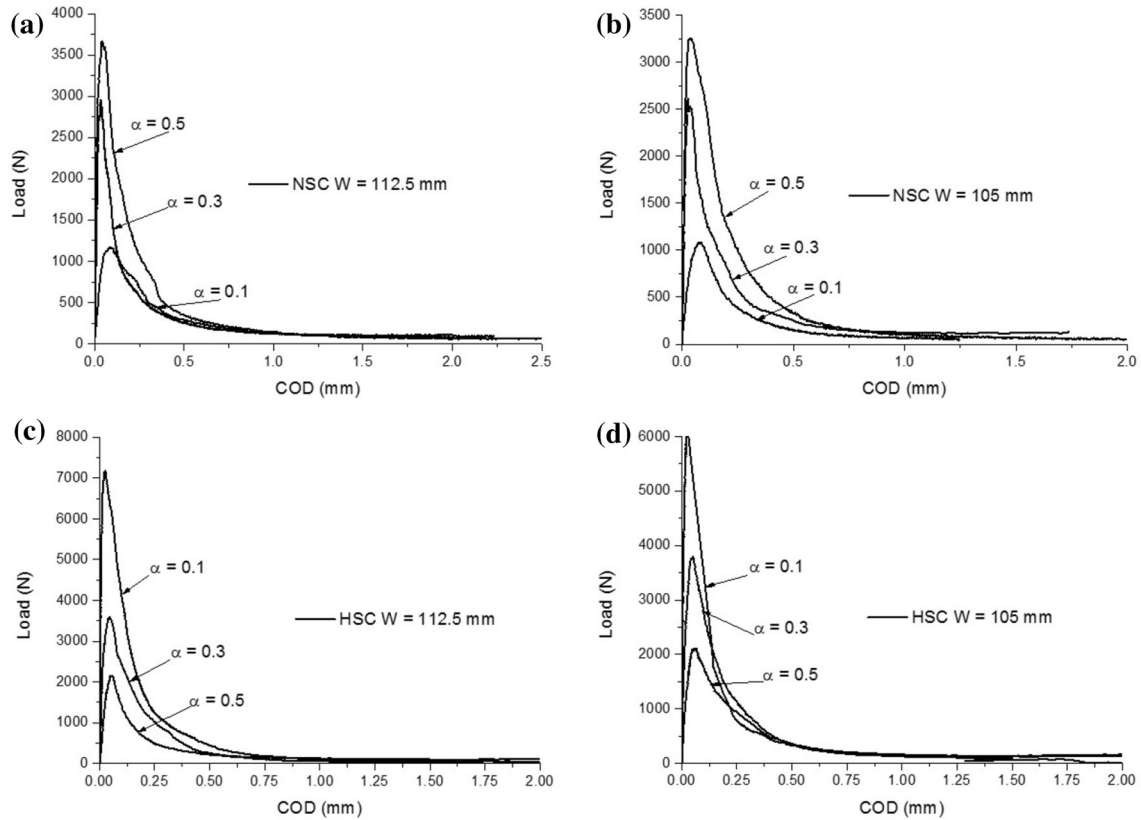 (a)
4000
3500
3000
2500
2000
1500
1000
500
0
Load (N)
α = 0.5
α = 0.3
α = 0.1
NSC W = 112.5 mm
0.0 0.5 1.0 1.5 2.0 2.5
COD (mm)
(b)
3500
3000
2500
2000
1500
1000
500
0
Load (N)
α = 0.5
α = 0.3
α = 0.1
NSC W = 105 mm
0.0 0.5 1.0 1.5 2.0
COD (mm)
(c)
8000
7000
6000
5000
4000
3000
2000
1000
0
Load (N)
α = 0.1
α = 0.3
α = 0.5
HSC W = 112.5 mm
0.00 0.25 0.50 0.75 1.00 1.25 1.50 1.75 2.00
COD (mm)
(d)
6000
5000
4000
3000
2000
1000
0
Load (N)
α = 0.1
α = 0.3
α = 0.5
HSC W = 105 mm
0.00 0.25 0.50 0.75 1.00 1.25 1.50 1.75 2.00
COD (mm)